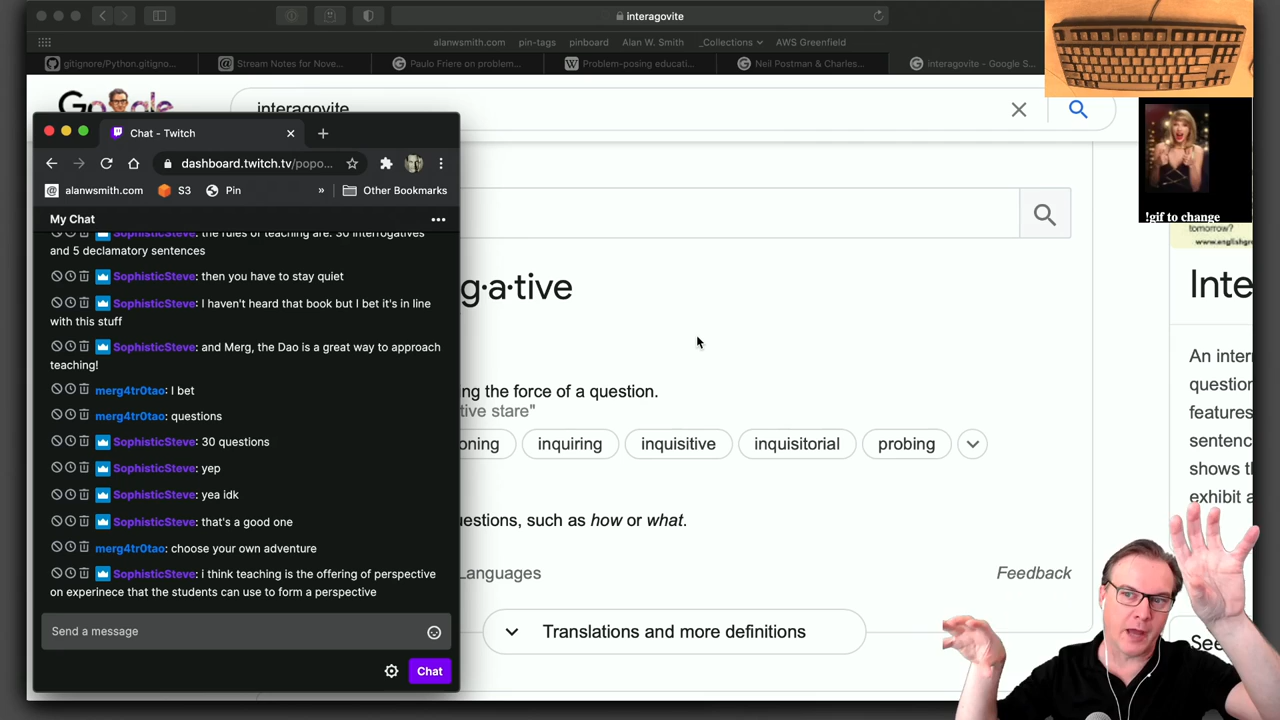 interagovite
alanwsmith.com pin-tags pinboard Alan W. Smith _Collections AWS Greenfield
gitignore/Python.gitigno... Stream Notes for Nove... Paulo Friere on problem... Problem-posing educati... Neil Postman & Charles... interagovite - Google S...
interagovite
Chat - Twitch
dashboard.twitch.tv/popo...
alanwsmith.com S3 Pin » Other Bookmarks
My Chat
SophisticSteve: the rules of teaching are: 30 interrogatives
and 5 declamatory sentences
SophisticSteve: then you have to stay quiet
SophisticSteve: I haven't heard that book but I bet it's in line
with this stuff
SophisticSteve: and Merg, the Dao is a great way to approach
teaching!
merg4tr0tao: I bet
merg4tr0tao: questions
SophisticSteve: 30 questions
SophisticSteve: yep
SophisticSteve: yea idk
SophisticSteve: that's a good one
merg4tr0tao: choose your own adventure
SophisticSteve: i think teaching is the offering of perspective
on experinece that the students can use to form a perspective
Send a message
Chat
g·a·tive
ing the force of a question.
tive stare"
oning inquiring inquisitive inquisitorial probing
uestions, such as how or what.
Languages Feedback
Translations and more definitions
!gif to change
tomorrow?
www.englishgr
Inte
An inter
question
features
sentenc
shows th
exhibit a
See